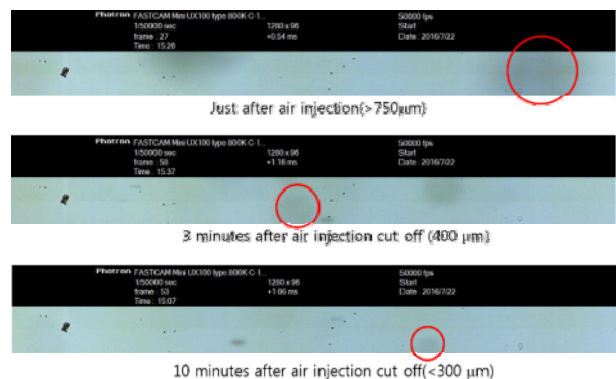 Photron FASTCAM Mini UX100 type 800K-C-1... 50000 fps
1/50000 sec 1280 x 96 Start
frame : 27 +0.54 ms Date : 2016/7/22
Time : 15:26
Just after air injection(>750μm)
Photron FASTCAM Mini UX100 type 800K-C-1... 50000 fps
1/50000 sec 1280 x 96 Start
frame : 58 +1.16 ms Date : 2016/7/22
Time : 15:37
3 minutes after air injection cut off (400 μm)
Photron FASTCAM Mini UX100 type 800K-C-1... 50000 fps
1/50000 sec 1280 x 96 Start
frame : 53 +1.06 ms Date : 2016/7/22
Time : 15:07
10 minutes after air injection cut off(<300 μm)